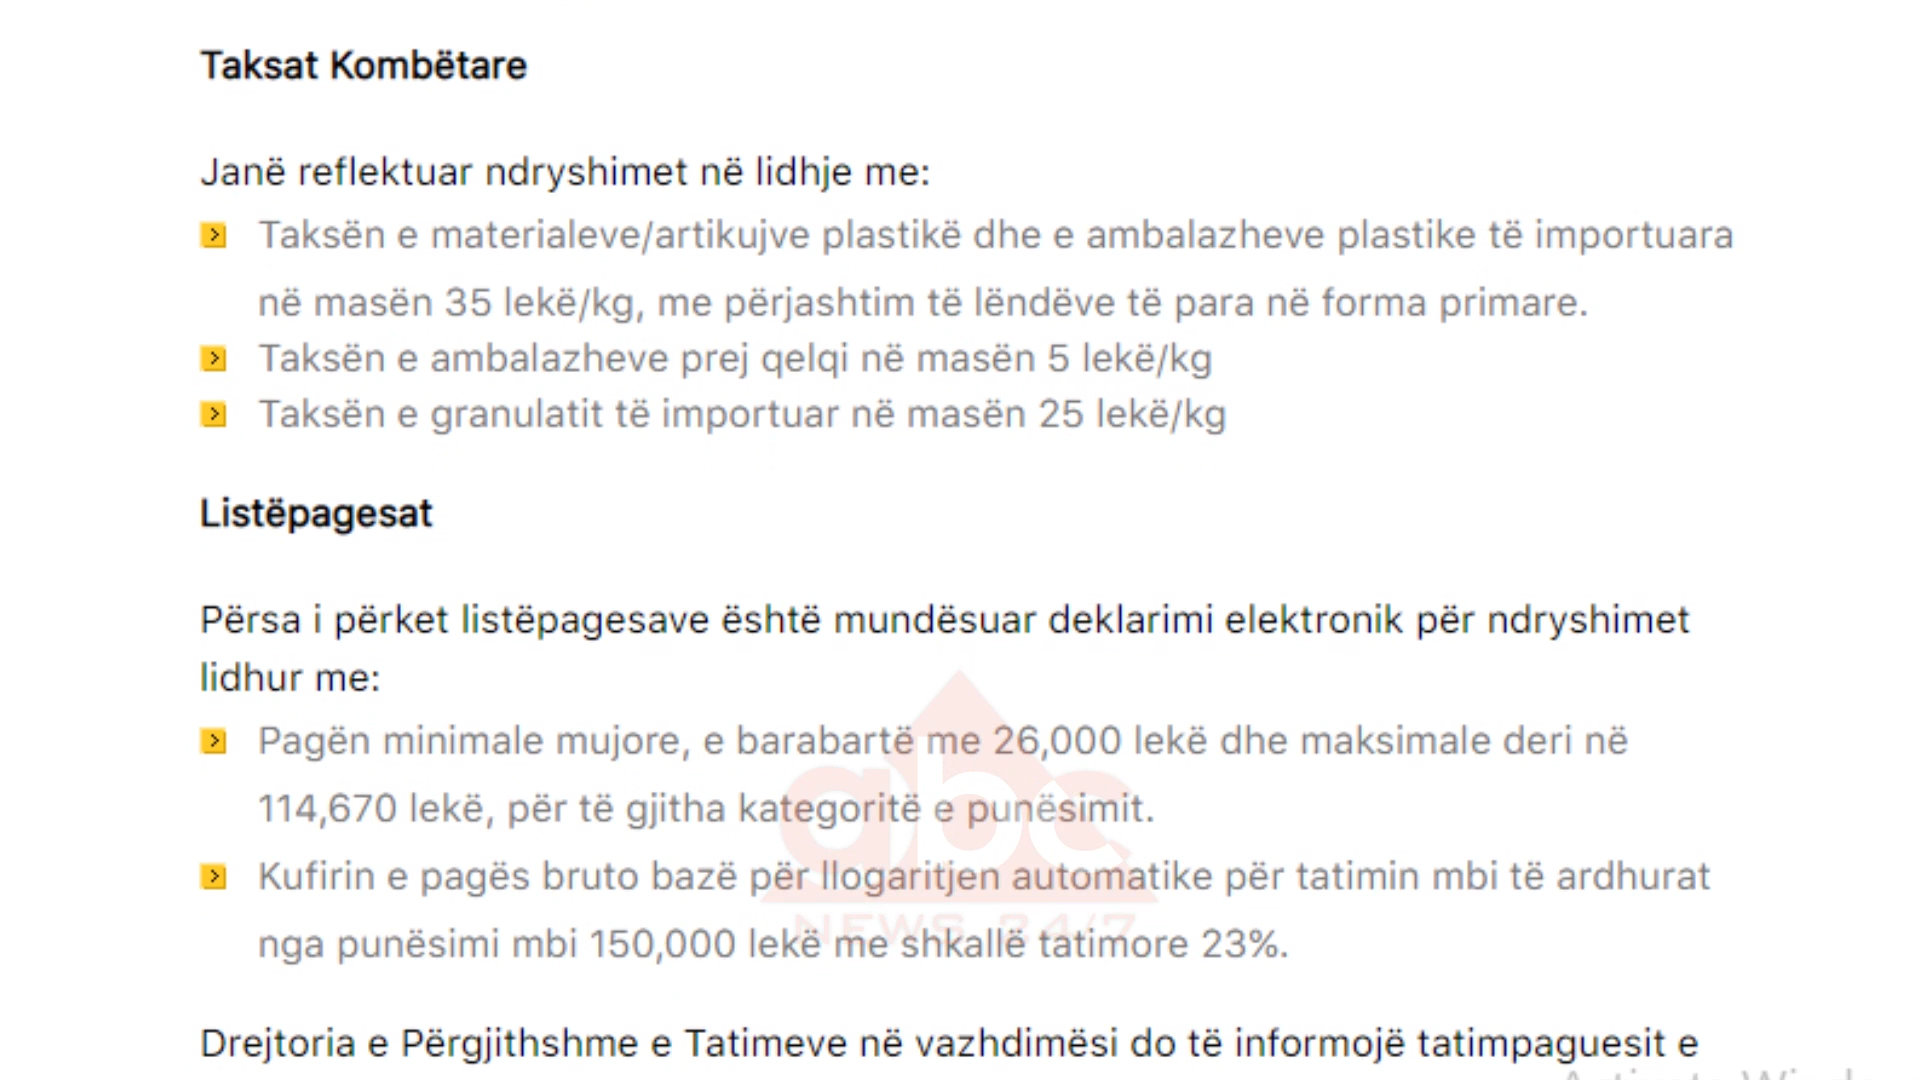 Taksat Kombëtare
Janë reflektuar ndryshimet në lidhje me:
Taksën e materialeve/artikujve plastikë dhe e ambalazheve plastike të importuara
në masën 35 lekë/kg, me përjashtim të lëndëve të para në forma primare.
Taksën e ambalazheve prej qelqi në masën 5 lekë/kg
Taksën e granulatit të importuar në masën 25 lekë/kg
Listëpagesat
Përsa i përket listëpagesave është mundësuar deklarimi elektronik për ndryshimet
lidhur me:
Pagën minimale mujore, e barabartë me 26,000 lekë dhe maksimale deri në
114,670 lekë, për të gjitha kategoritë e punësimit.
abc
Kufirin e pagës bruto bazë për llogaritjen automatike për tatimin mbi të ardhurat
NEWS 24/7
nga punësimi mbi 150,000 lekë me shkallë tatimore 23%.
Drejtoria e Përgjithshme e Tatimeve në vazhdimësi do të informojë tatimpaguesit e